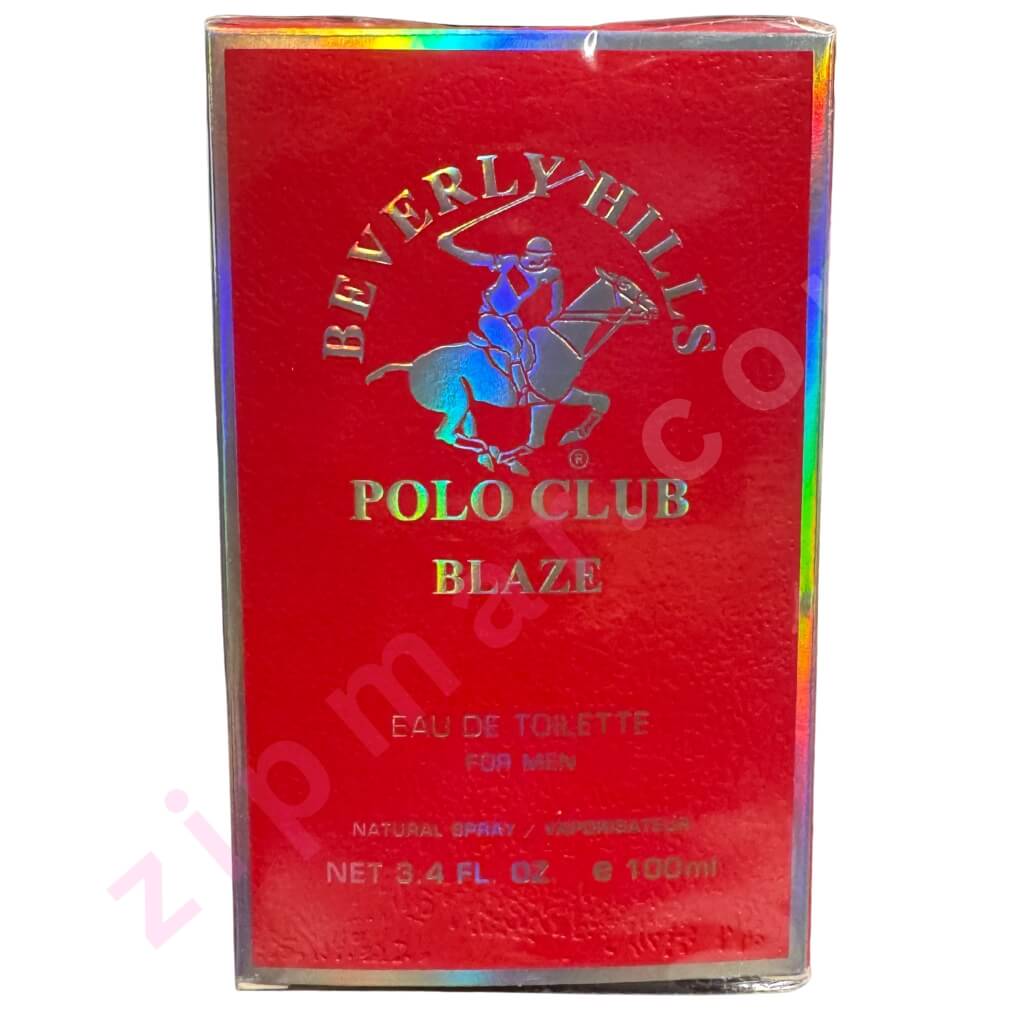 BEVERLY HILLS
®
POLO CLUB
BLAZE
EAU DE TOILETTE
FOR MEN
NATURAL SPRAY / VAPORISATEUR
NET 3.4 FL. OZ. e 100ml
zipmar.co